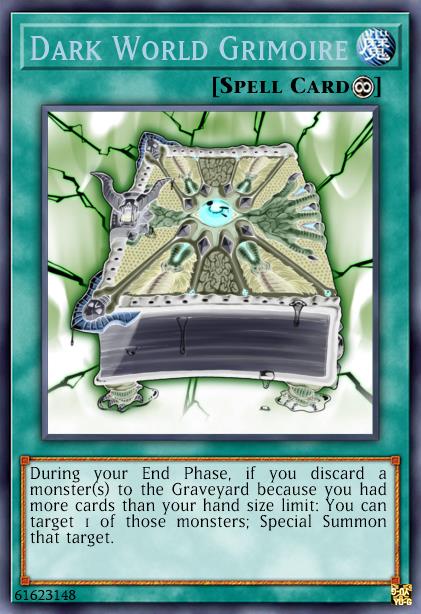 Dark World Grimoire
魔
[Spell Card]
During your End Phase, if you discard a
monster(s) to the Graveyard because you had
more cards than your hand size limit: You can
target 1 of those monsters; Special Summon
that target.
61623148